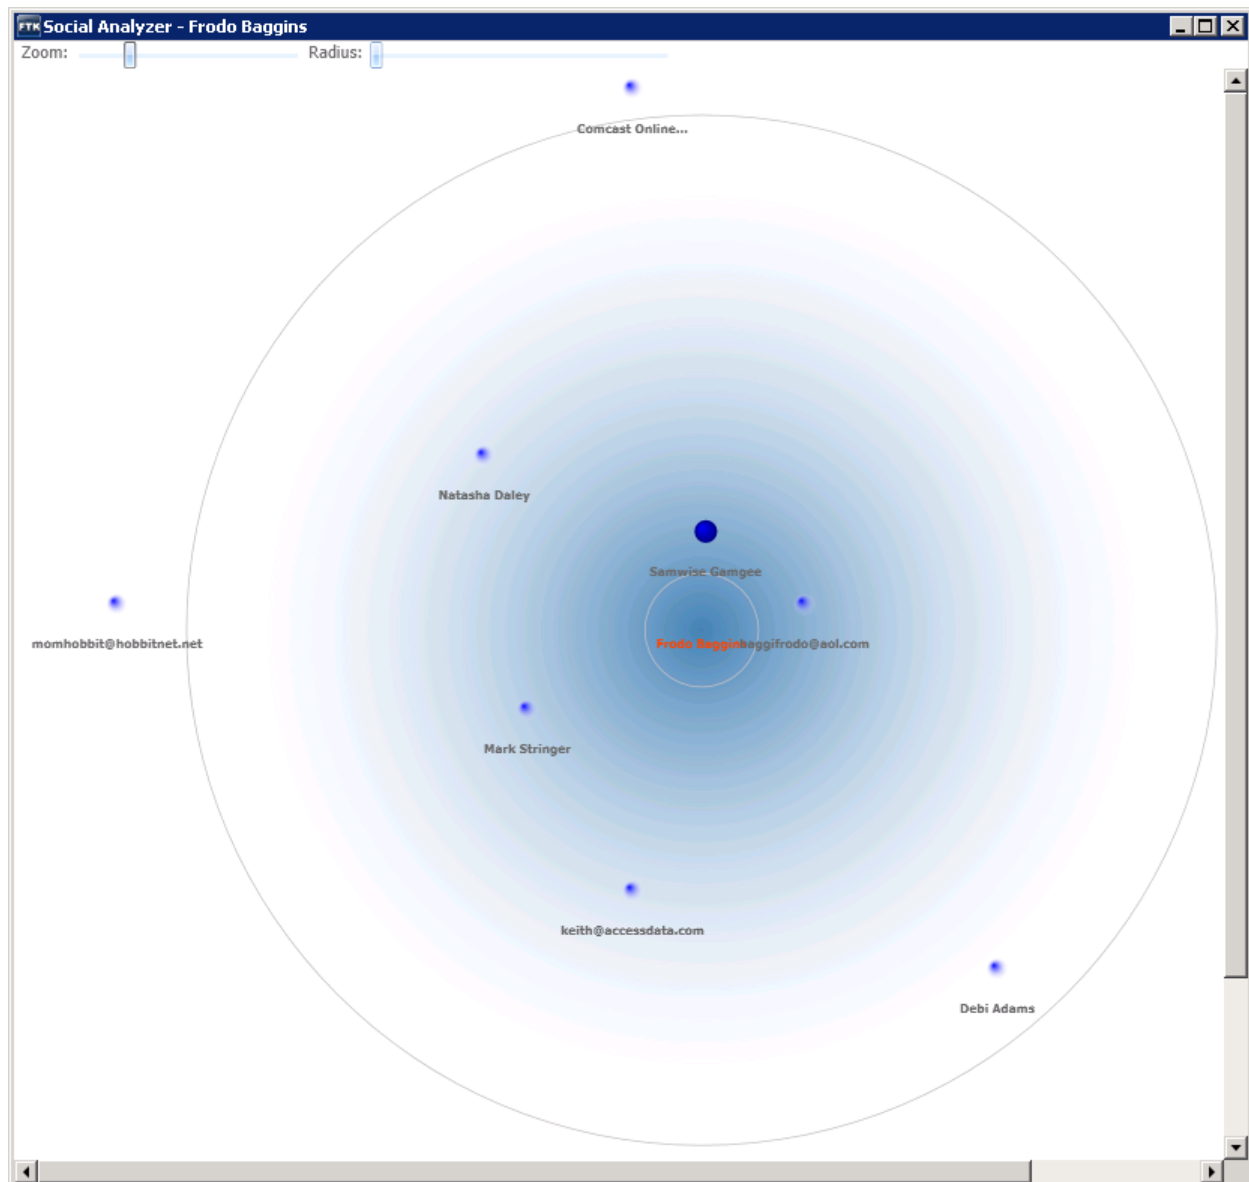 FTK Social Analyzer - Frodo Baggins
Zoom: Radius:
Comcast Online...
Natasha Daley
Samwise Gamgee
momhobbit@hobbitnet.net
Frodo Baggins
baggifrodo@aol.com
Mark Stringer
keith@accessdata.com
Debi Adams